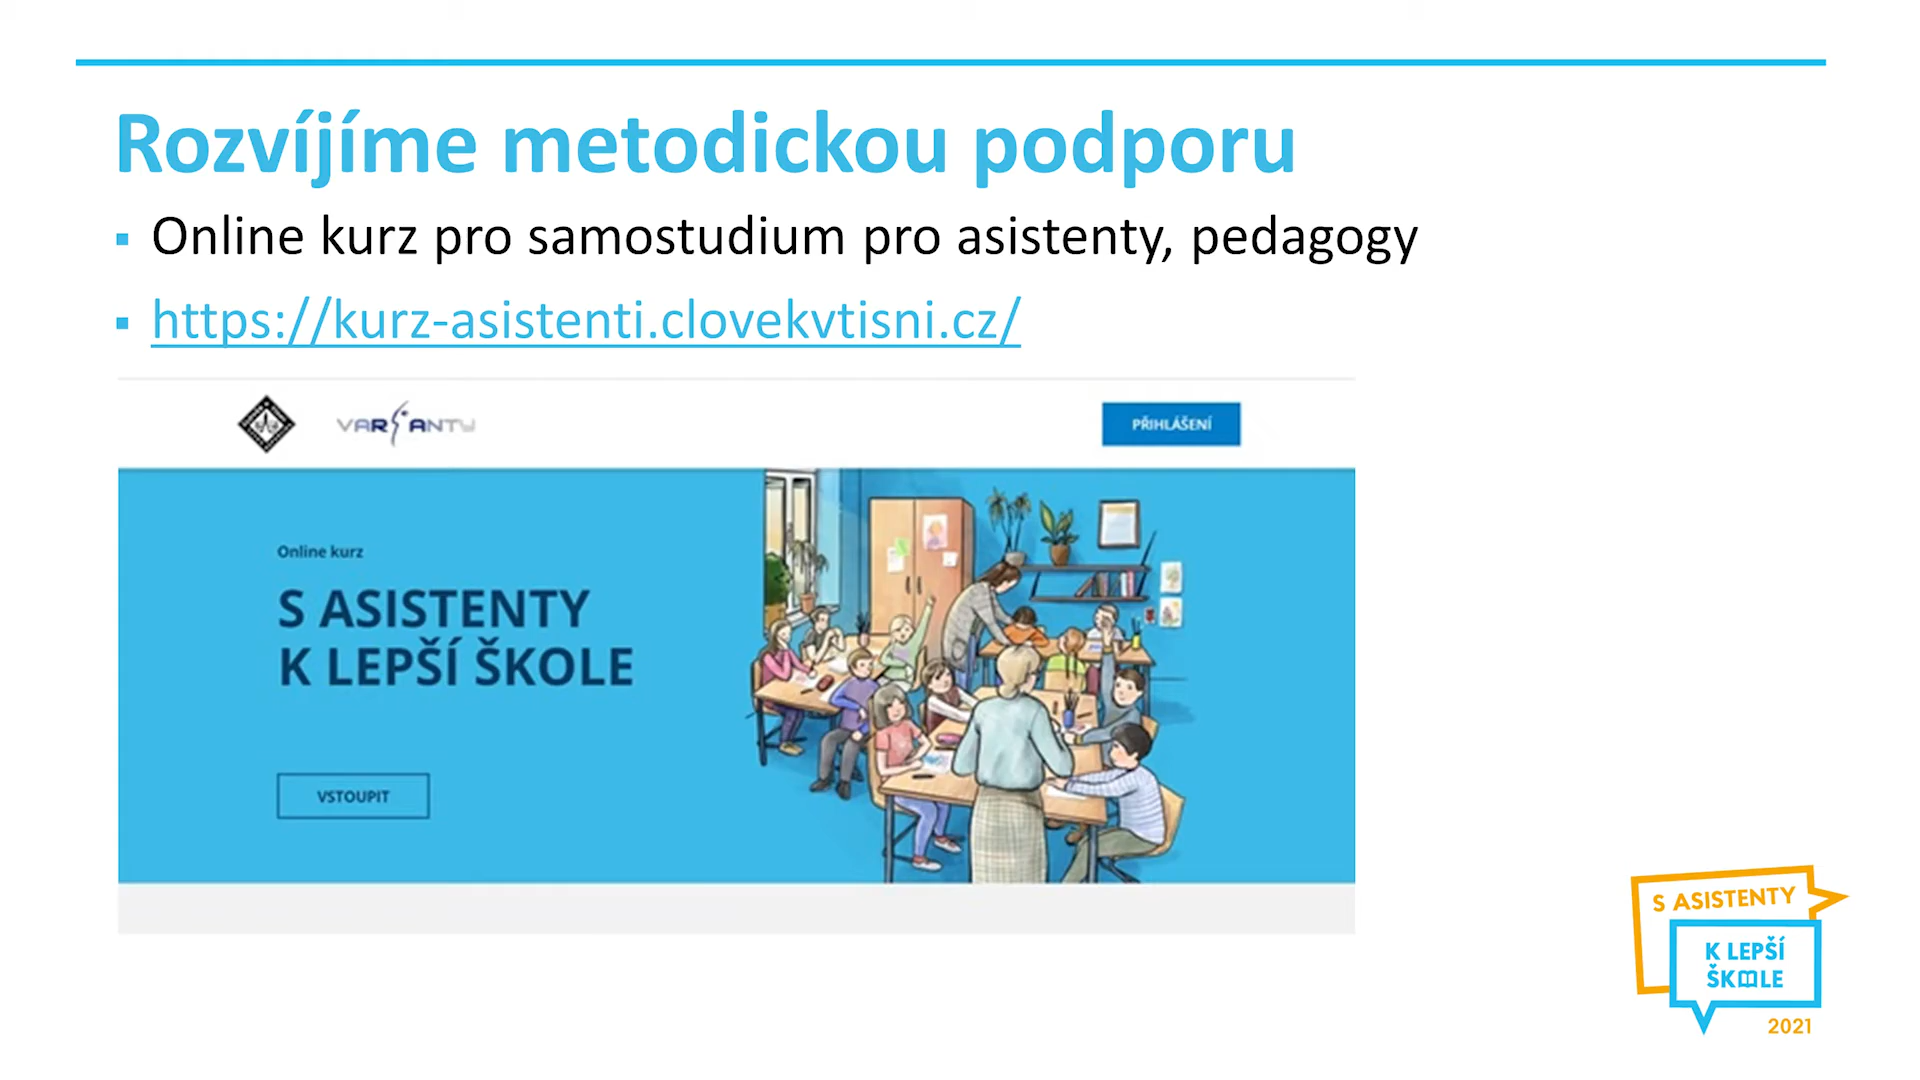 Rozvíjíme metodickou podporu
Online kurz pro samostudium pro asistenty, pedagogy
https://kurz-asistenti.clovekvtisni.cz/
VARIANTY
PŘIHLÁŠENÍ
Online kurz
S ASISTENTY
K LEPŠÍ ŠKOLE
VSTOUPIT
S ASISTENTY
K LEPŠÍ
ŠKOLE
2021